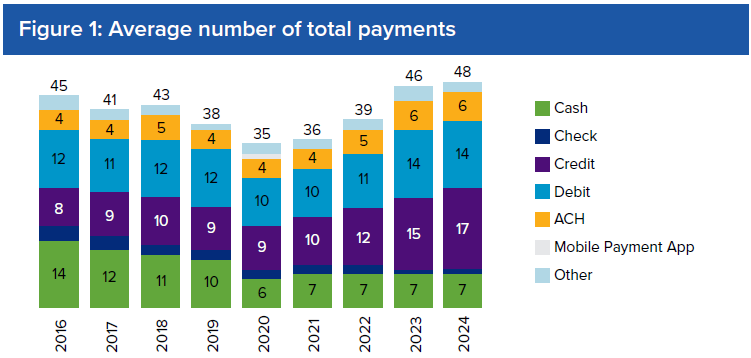 Figure 1: Average number of total payments
45 41 43 38 35 36 39 46 48
4 4 5 4 4 4 5 6 6
12 11 12 12 10 10 11 14 14
8 9 10 9 9 10 12 15 17
14 12 11 10 6 7 7 7 7
2016 2017 2018 2019 2020 2021 2022 2023 2024
Cash
Check
Credit
Debit
ACH
Mobile Payment App
Other